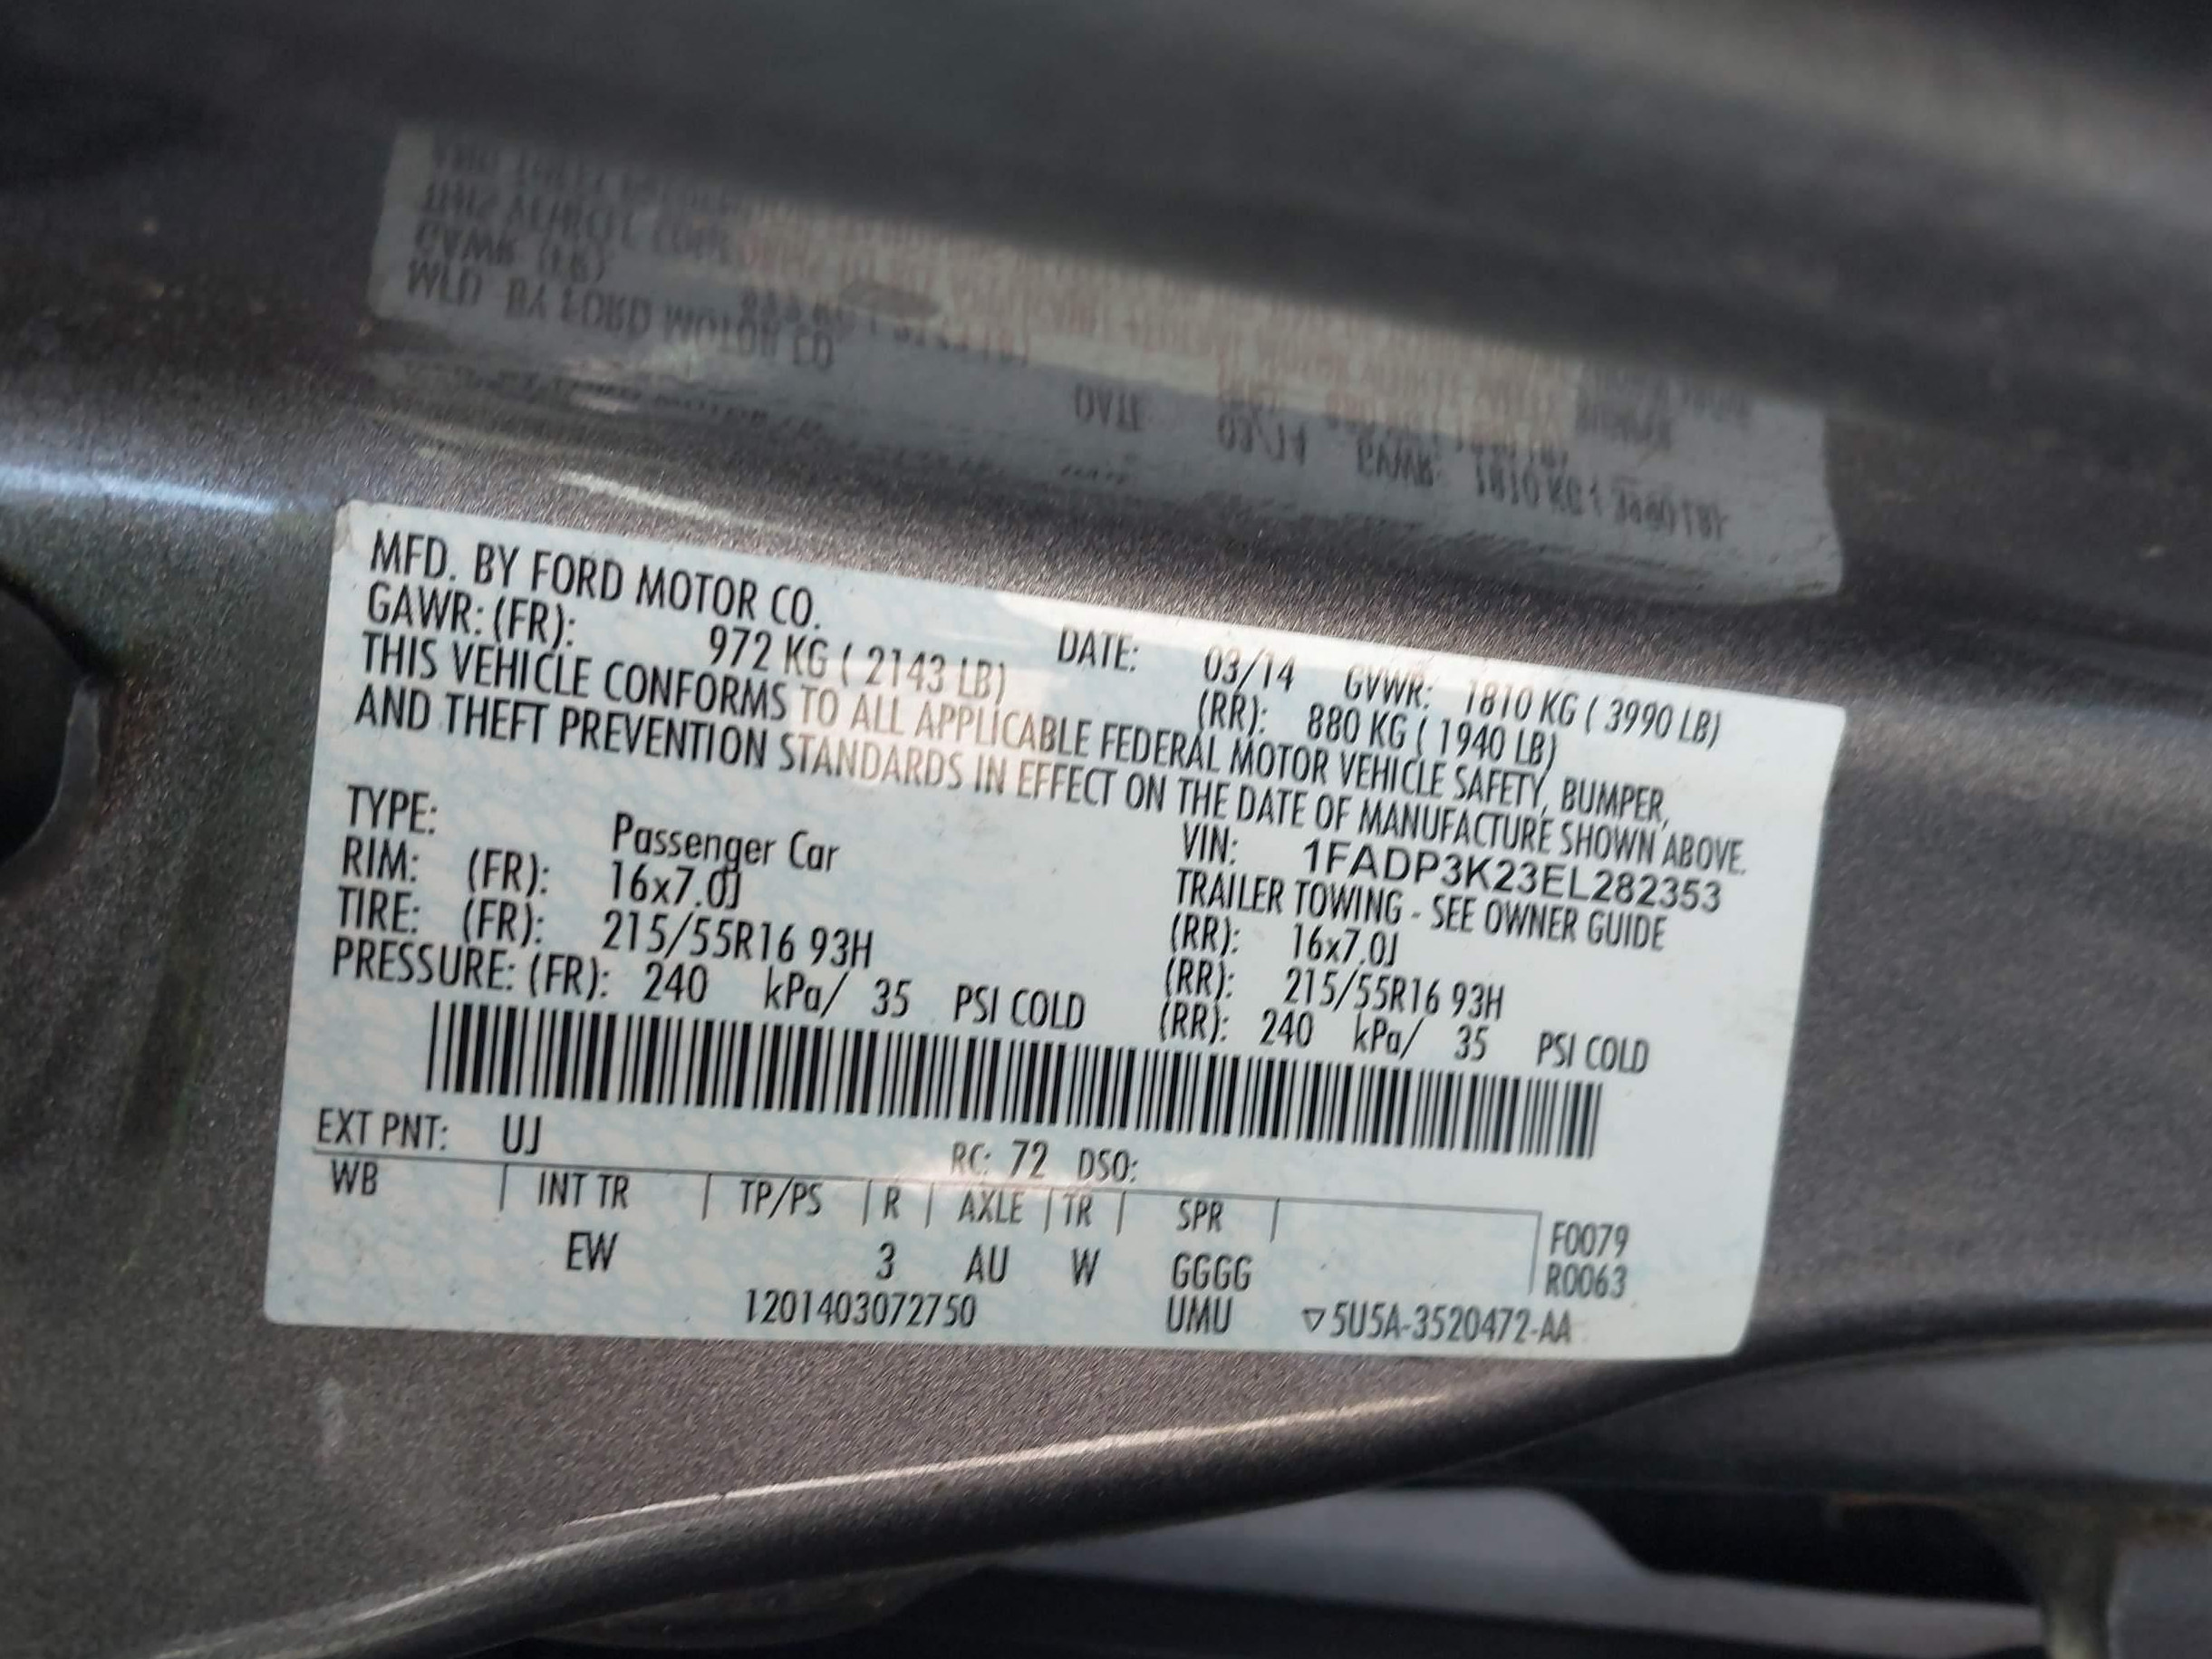 MFD. BY FORD MOTOR CO.
DATE: 03/14 GVWR: 1810 KG ( 3990 LB)
GAWR: (FR): 972 KG ( 2143 LB) (RR): 880 KG ( 1940 LB)
THIS VEHICLE CONFORMS TO ALL APPLICABLE FEDERAL MOTOR VEHICLE SAFETY, BUMPER,
AND THEFT PREVENTION STANDARDS IN EFFECT ON THE DATE OF MANUFACTURE SHOWN ABOVE.
VIN: 1FADP3K23EL282353
TYPE: Passenger Car TRAILER TOWING - SEE OWNER GUIDE
RIM: (FR): 16x7.0J (RR): 16x7.0J
TIRE: (FR): 215/55R16 93H (RR): 215/55R16 93H
PRESSURE: (FR): 240 kPa/ 35 PSI COLD (RR): 240 kPa/ 35 PSI COLD
EXT PNT: UJ RC: 72 DSO:
WB INT TR TP/PS R AXLE TR SPR F0079
EW 3 AU W GGGG R0063
1201403072750 UMU ▽5U5A-3520472-AA